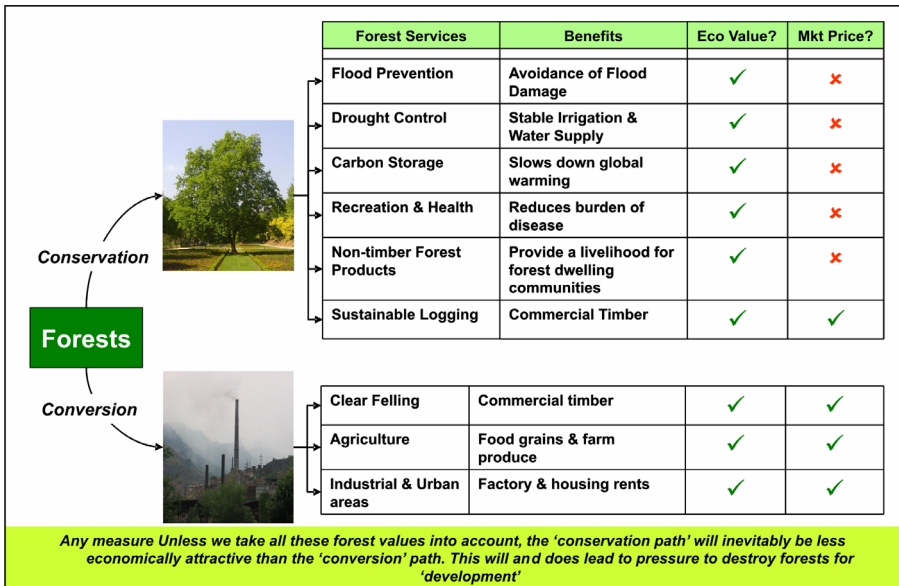 Forest Services Benefits Eco Value? Mkt Price?
Flood Prevention Avoidance of Flood
Damage
Drought Control Stable Irrigation &
Water Supply
Carbon Storage Slows down global
warming
Recreation & Health Reduces burden of
disease
Non-timber Forest Provide a livelihood for
Products forest dwelling
communities
Sustainable Logging Commercial Timber
Conservation
Forests
Conversion
Clear Felling Commercial timber
Agriculture Food grains & farm
produce
Industrial & Urban Factory & housing rents
areas
Any measure Unless we take all these forest values into account, the ‘conservation path’ will inevitably be less
economically attractive than the ‘conversion’ path. This will and does lead to pressure to destroy forests for
‘development’